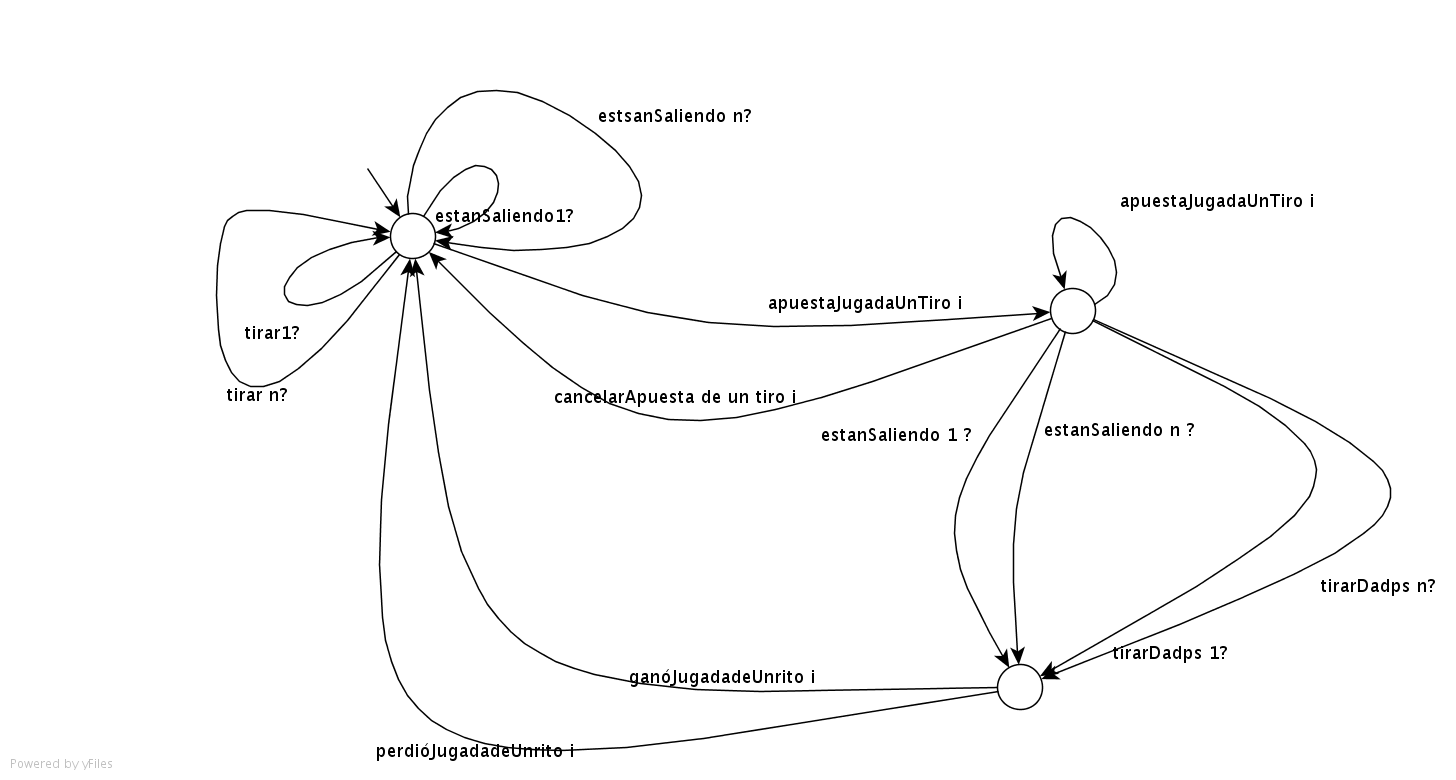 estsanSaliendo n?
apuestaJugadaUnTiro i
estanSaliendo1?
apuestaJugadaUnTiro i
tirar1?
tirar n?
cancelarApuesta de un tiro i
estanSaliendo 1 ?
estanSaliendo n ?
tirarDadps n?
tirarDadps 1?
ganóJugadadeUnrito i
perdióJugadadeUnrito i
Powered by yFiles